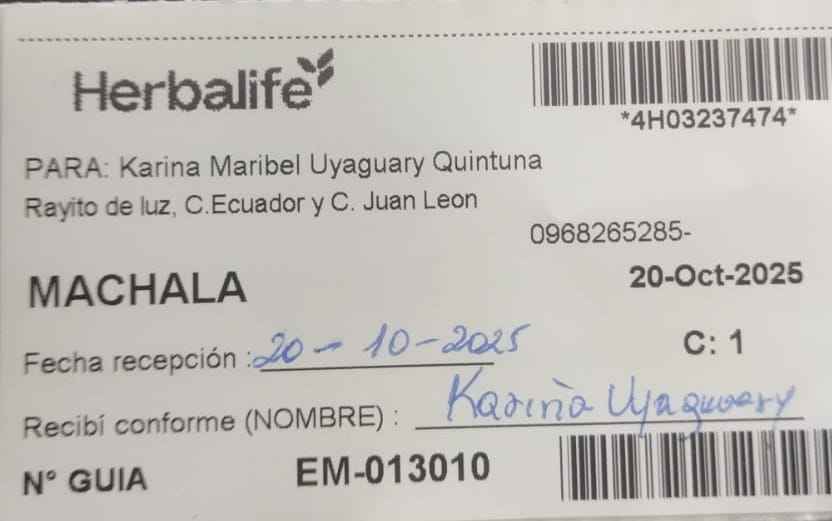 Herbalife
*4H03237474*
PARA: Karina Maribel Uyaguary Quintuna
Rayito de luz, C.Ecuador y C. Juan Leon
0968265285-
MACHALA
20-Oct-2025
Fecha recepción : 20 - 10 - 2025
C: 1
Recibí conforme (NOMBRE) : Karina Uyaguary
N° GUIA EM-013010